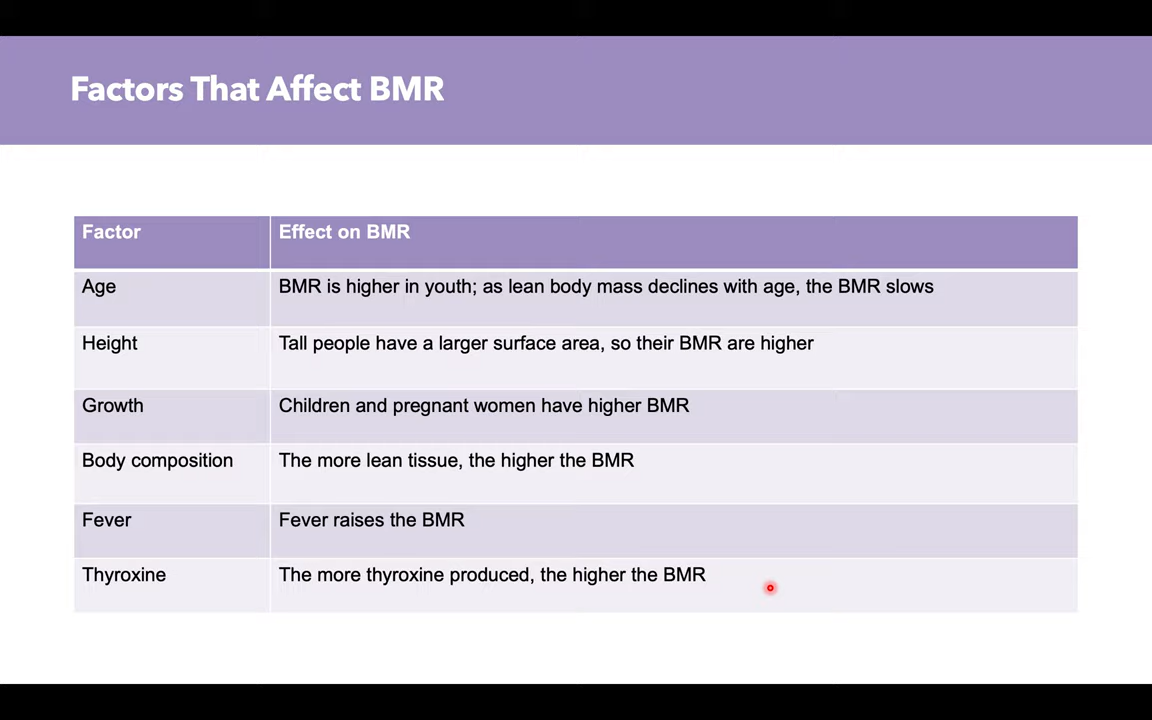 Factors That Affect BMR
Factor Effect on BMR
Age BMR is higher in youth; as lean body mass declines with age, the BMR slows
Height Tall people have a larger surface area, so their BMR are higher
Growth Children and pregnant women have higher BMR
Body composition The more lean tissue, the higher the BMR
Fever Fever raises the BMR
Thyroxine The more thyroxine produced, the higher the BMR